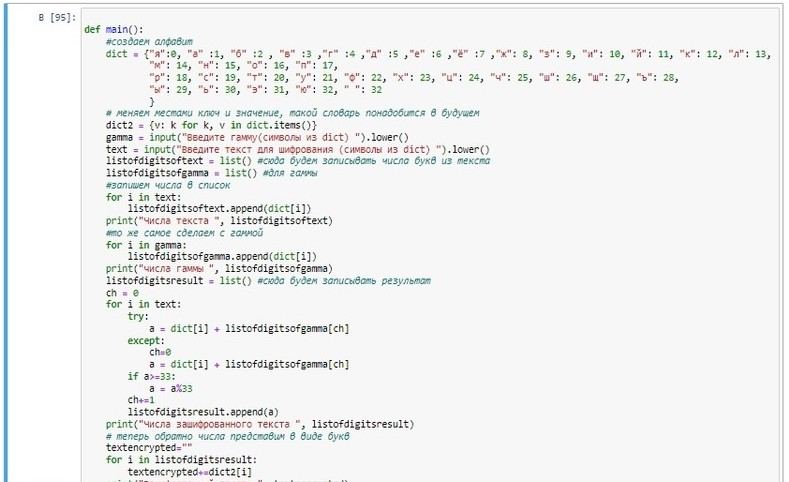 В [95]:
def main():
#создаем алфавит
dict = {"я":0, "а" :1, "б" :2 , "в" :3 ,"г" :4 ,"д" :5 ,"е" :6 ,"ё" :7 ,"ж": 8, "з": 9, "и": 10, "й": 11, "к": 12, "л": 13,
"м": 14, "н": 15, "о": 16, "п": 17,
"р": 18, "с": 19, "т": 20, "у": 21, "ф": 22, "х": 23, "ц": 24, "ч": 25, "ш": 26, "щ": 27, "ъ": 28,
"ы": 29, "ь": 30, "э": 31, "ю": 32, " ": 32
}
# меняем местами ключ и значение, такой словарь понадобится в будущем
dict2 = {v: k for k, v in dict.items()}
gamma = input("Введите гамму(символы из dict) ").lower()
text = input("Введите текст для шифрования (символы из dict) ").lower()
listofdigitsoftext = list() #сюда будем записывать числа букв из текста
listofdigitsofgamma = list() #для гаммы
#запишем числа в список
for i in text:
listofdigitsoftext.append(dict[i])
print("Числа текста ", listofdigitsoftext)
#то же самое сделаем с гаммой
for i in gamma:
listofdigitsofgamma.append(dict[i])
print("числа гаммы ", listofdigitsofgamma)
listofdigitsresult = list() #сюда будем записывать результат
ch = 0
for i in text:
try:
a = dict[i] + listofdigitsofgamma[ch]
except:
ch=0
a = dict[i] + listofdigitsofgamma[ch]
if a>=33:
a = a%33
ch+=1
listofdigitsresult.append(a)
print("Числа зашифрованного текста ", listofdigitsresult)
# теперь обратно числа представим в виде букв
textencrypted=""
for i in listofdigitsresult:
textencrypted+=dict2[i]